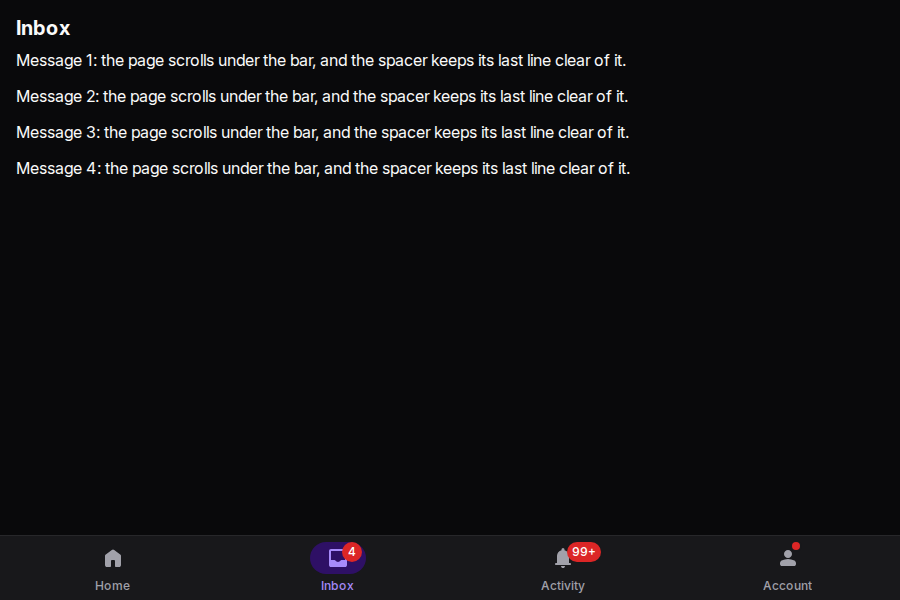 Inbox
Message 1: the page scrolls under the bar, and the spacer keeps its last line clear of it.
Message 2: the page scrolls under the bar, and the spacer keeps its last line clear of it.
Message 3: the page scrolls under the bar, and the spacer keeps its last line clear of it.
Message 4: the page scrolls under the bar, and the spacer keeps its last line clear of it.
4
99+
Home
Inbox
Activity
Account